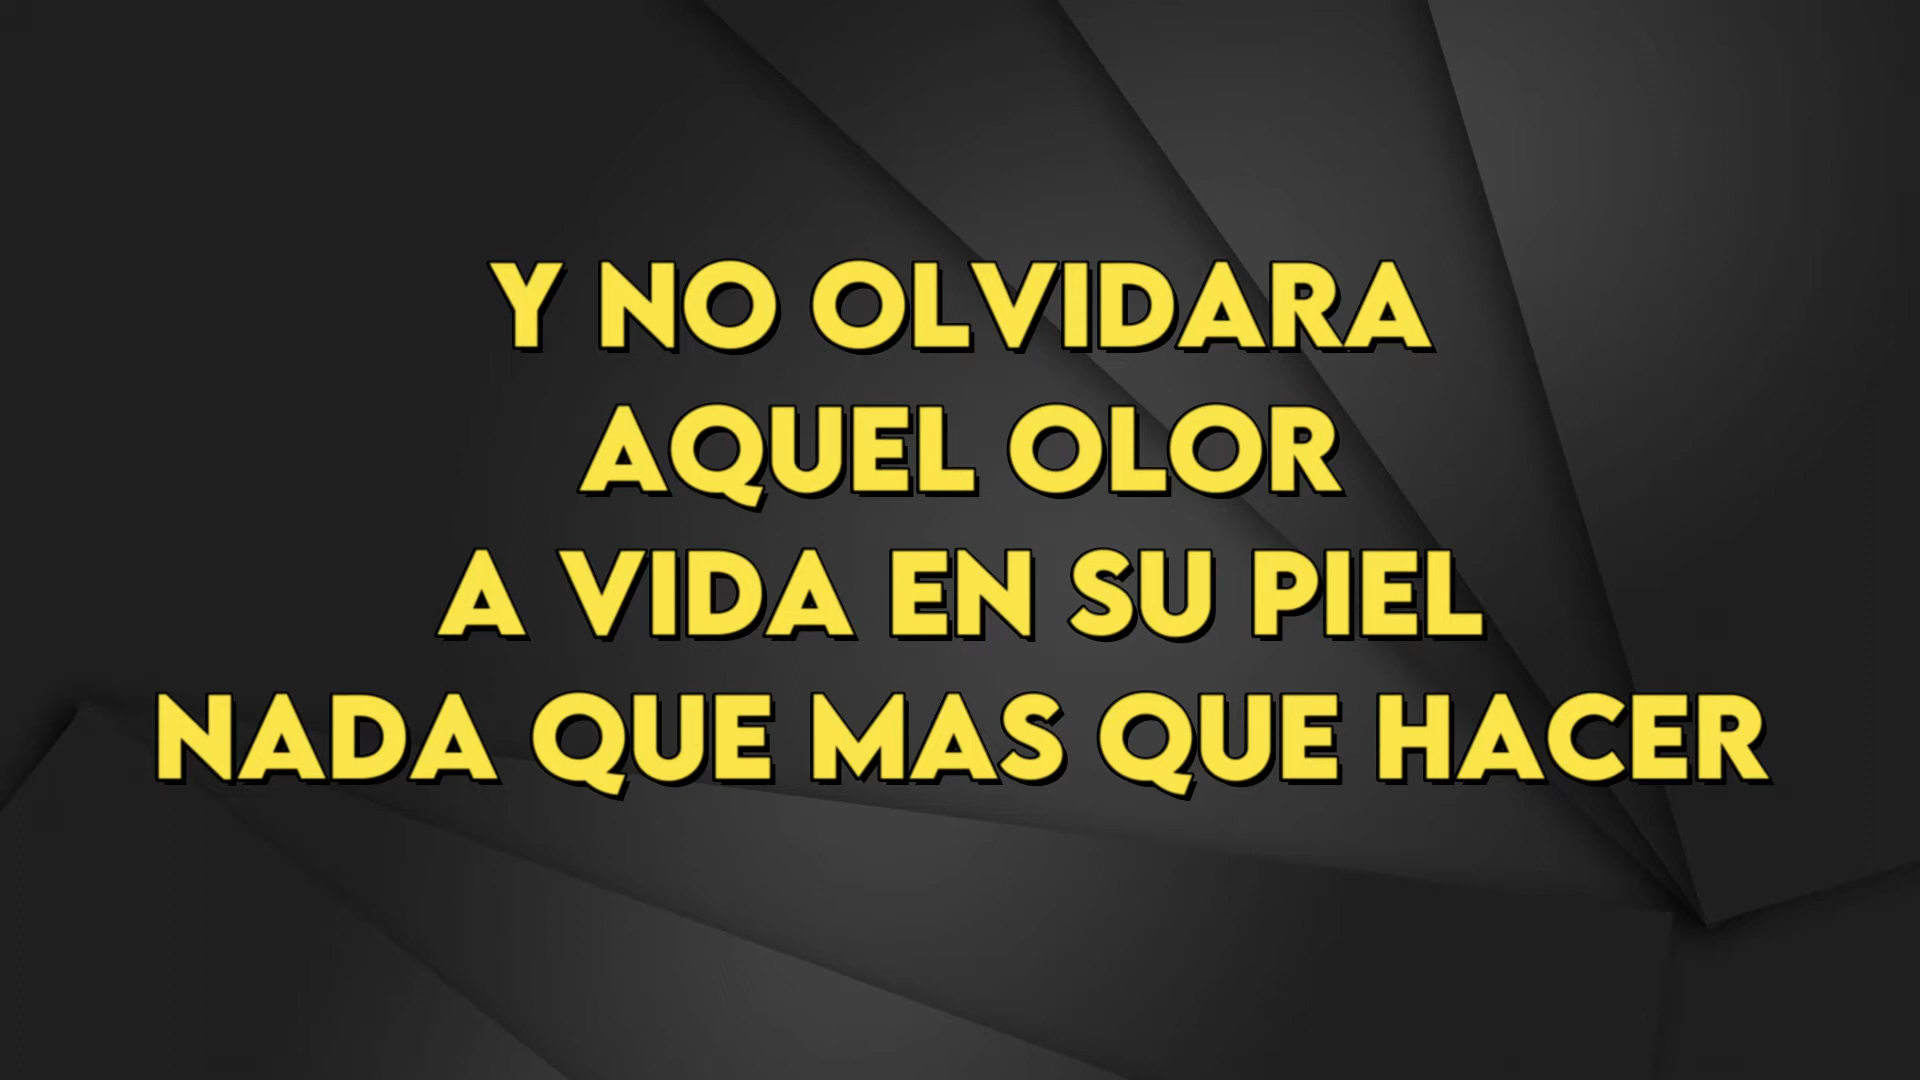 Y NO OLVIDARA
AQUEL OLOR
A VIDA EN SU PIEL
NADA QUE MAS QUE HACER